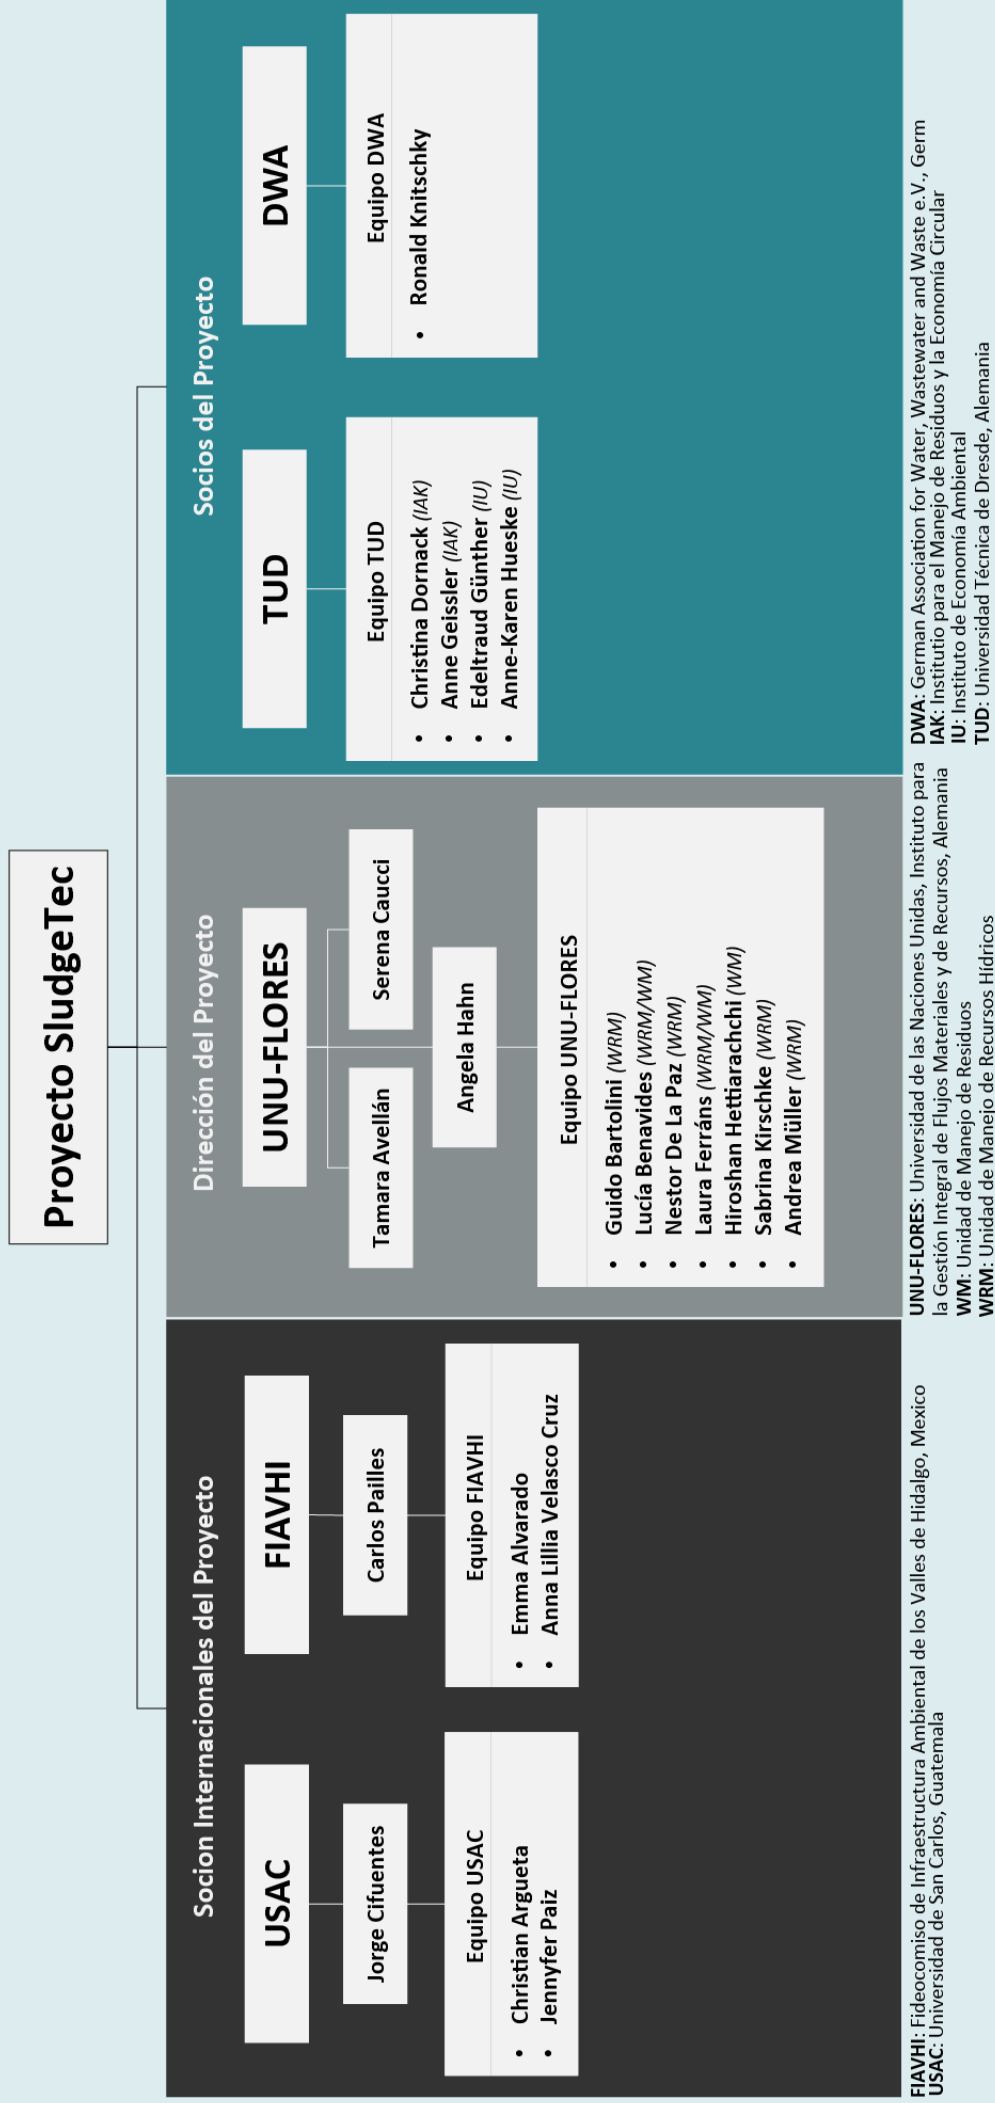 Proyecto SludgeTec
Socion Internacionales del Proyecto
USAC
Jorge Cifuentes
Equipo USAC
• Christian Argueta
• Jennyfer Paiz
FIAVHI
Carlos Pailles
Equipo FIAVHI
• Emma Alvarado
• Anna Lillia Velasco Cruz
Dirección del Proyecto
UNU-FLORES
Tamara Avellán
Serena Caucci
Angela Hahn
Equipo UNU-FLORES
• Guido Bartolini (WRM)
• Lucía Benavides (WRM/WM)
• Nestor De La Paz (WRM)
• Laura Ferráns (WRM/WM)
• Hiroshan Hettiarachchi (WM)
• Sabrina Kirschke (WRM)
• Andrea Müller (WRM)
Socios del Proyecto
TUD
Equipo TUD
• Christina Dornack (IAK)
• Anne Geissler (IAK)
• Edeltraud Günther (IU)
• Anne-Karen Hueske (IU)
DWA
Equipo DWA
• Ronald Knitschky
FIAVHI: Fideocomiso de Infraestructura Ambiental de los Valles de Hidalgo, Mexico
USAC: Universidad de San Carlos, Guatemala
UNU-FLORES: Universidad de las Naciones Unidas, Instituto para
la Gestión Integral de Flujos Materiales y de Recursos, Alemania
WM: Unidad de Manejo de Residuos
WRM: Unidad de Manejo de Recursos Hídricos
DWA: German Association for Water, Wastewater and Waste e.V., Germ
IAK: Institutio para el Manejo de Residuos y la Economía Circular
IU: Instituto de Economía Ambiental
TUD: Universidad Técnica de Dresde, Alemania